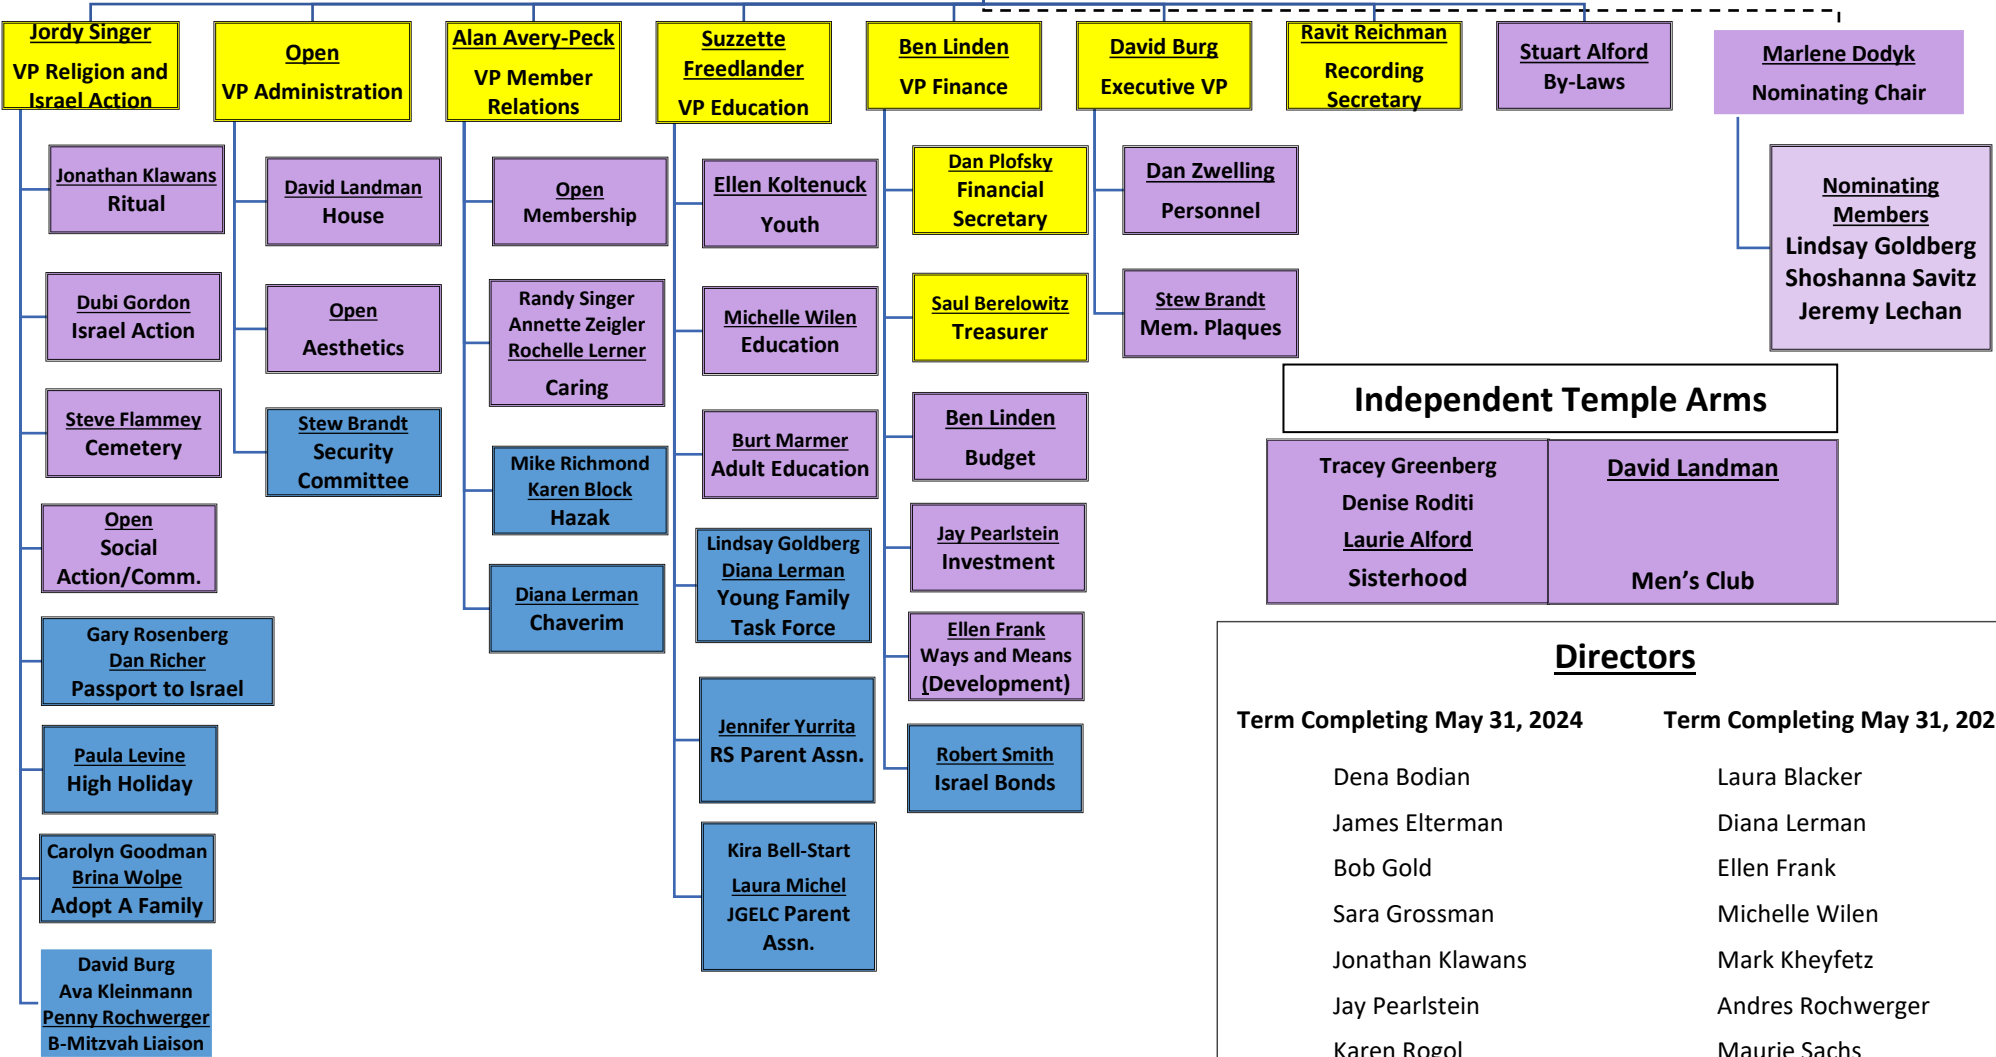 Jordy Singer
VP Religion and
Israel Action
Open
VP Administration
Alan Avery-Peck
VP Member
Relations
Suzzette
Freedlander
VP Education
Ben Linden
VP Finance
David Burg
Executive VP
Ravit Reichman
Recording
Secretary
Stuart Alford
By-Laws
Marlene Dodyk
Nominating Chair
Jonathan Klawans
Ritual
Dubi Gordon
Israel Action
Steve Flammey
Cemetery
Open
Social
Action/Comm.
Gary Rosenberg
Dan Richer
Passport to Israel
Paula Levine
High Holiday
Carolyn Goodman
Brina Wolpe
Adopt A Family
David Burg
Ava Kleinmann
Penny Rochwerger
B-Mitzvah Liaison
David Landman
House
Open
Aesthetics
Stew Brandt
Security
Committee
Open
Membership
Randy Singer
Annette Zeigler
Rochelle Lerner
Caring
Mike Richmond
Karen Block
Hazak
Diana Lerman
Chaverim
Ellen Koltenuck
Youth
Michelle Wilen
Education
Burt Marmer
Adult Education
Lindsay Goldberg
Diana Lerman
Young Family
Task Force
Jennifer Yurrita
RS Parent Assn.
Kira Bell-Start
Laura Michel
JGELC Parent
Assn.
Dan Plofsky
Financial
Secretary
Saul Berelowitz
Treasurer
Ben Linden
Budget
Jay Pearlstein
Investment
Ellen Frank
Ways and Means
(Development)
Robert Smith
Israel Bonds
Dan Zwelling
Personnel
Stew Brandt
Mem. Plaques
Nominating
Members
Lindsay Goldberg
Shoshanna Savitz
Jeremy Lechan
Independent Temple Arms
Tracey Greenberg
Denise Roditi
Laurie Alford
Sisterhood
David Landman
Men's Club
Directors
Term Completing May 31, 2024
Dena Bodian
James Elterman
Bob Gold
Sara Grossman
Jonathan Klawans
Jay Pearlstein
Karen Rogol
Term Completing May 31, 202
Laura Blacker
Diana Lerman
Ellen Frank
Michelle Wilen
Mark Kheyfetz
Andres Rochwerger
Maurie Sachs